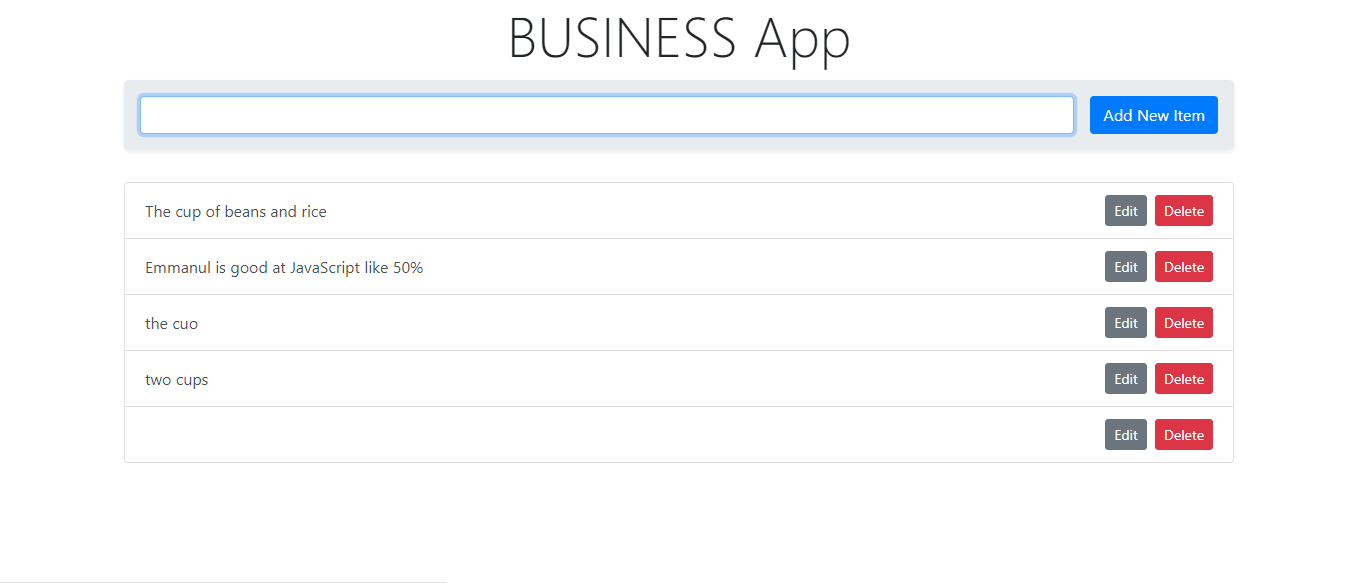 BUSINESS App
Add New Item
The cup of beans and rice Edit Delete
Emmanul is good at JavaScript like 50% Edit Delete
the cuo Edit Delete
two cups Edit Delete
Edit Delete